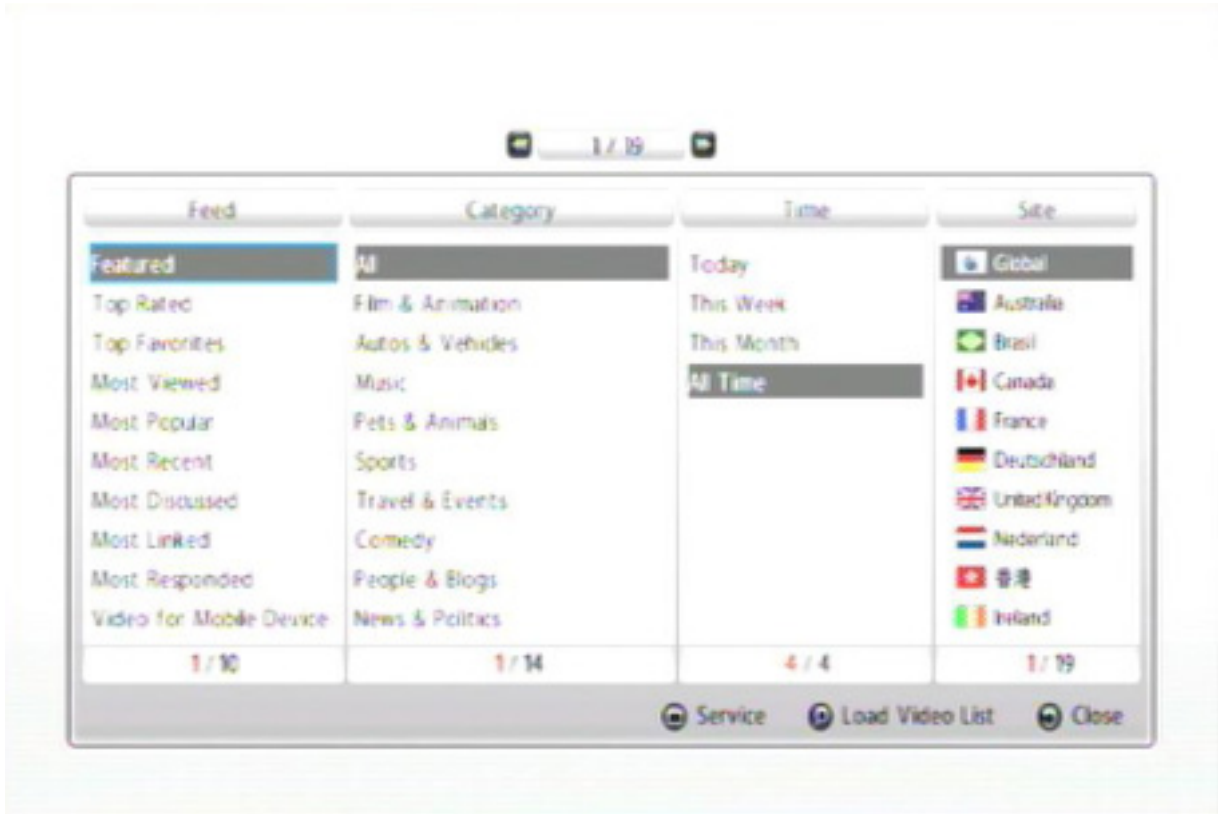 1 / 19
Feed
Category
Time
Site
Featured
Top Rated
Top Favorites
Most Viewed
Most Popular
Most Recent
Most Discussed
Most Linked
Most Responded
Video for Mobile Device
1 / 10
All
Film & Animation
Autos & Vehicles
Music
Pets & Animals
Sports
Travel & Events
Comedy
People & Blogs
News & Politics
1 / 14
Today
This Week
This Month
All Time
4 / 4
Global
Australia
Brasil
Canada
France
Deutschland
United Kingdom
Nederland
香港
Ireland
1 / 19
Service
Load Video List
Close